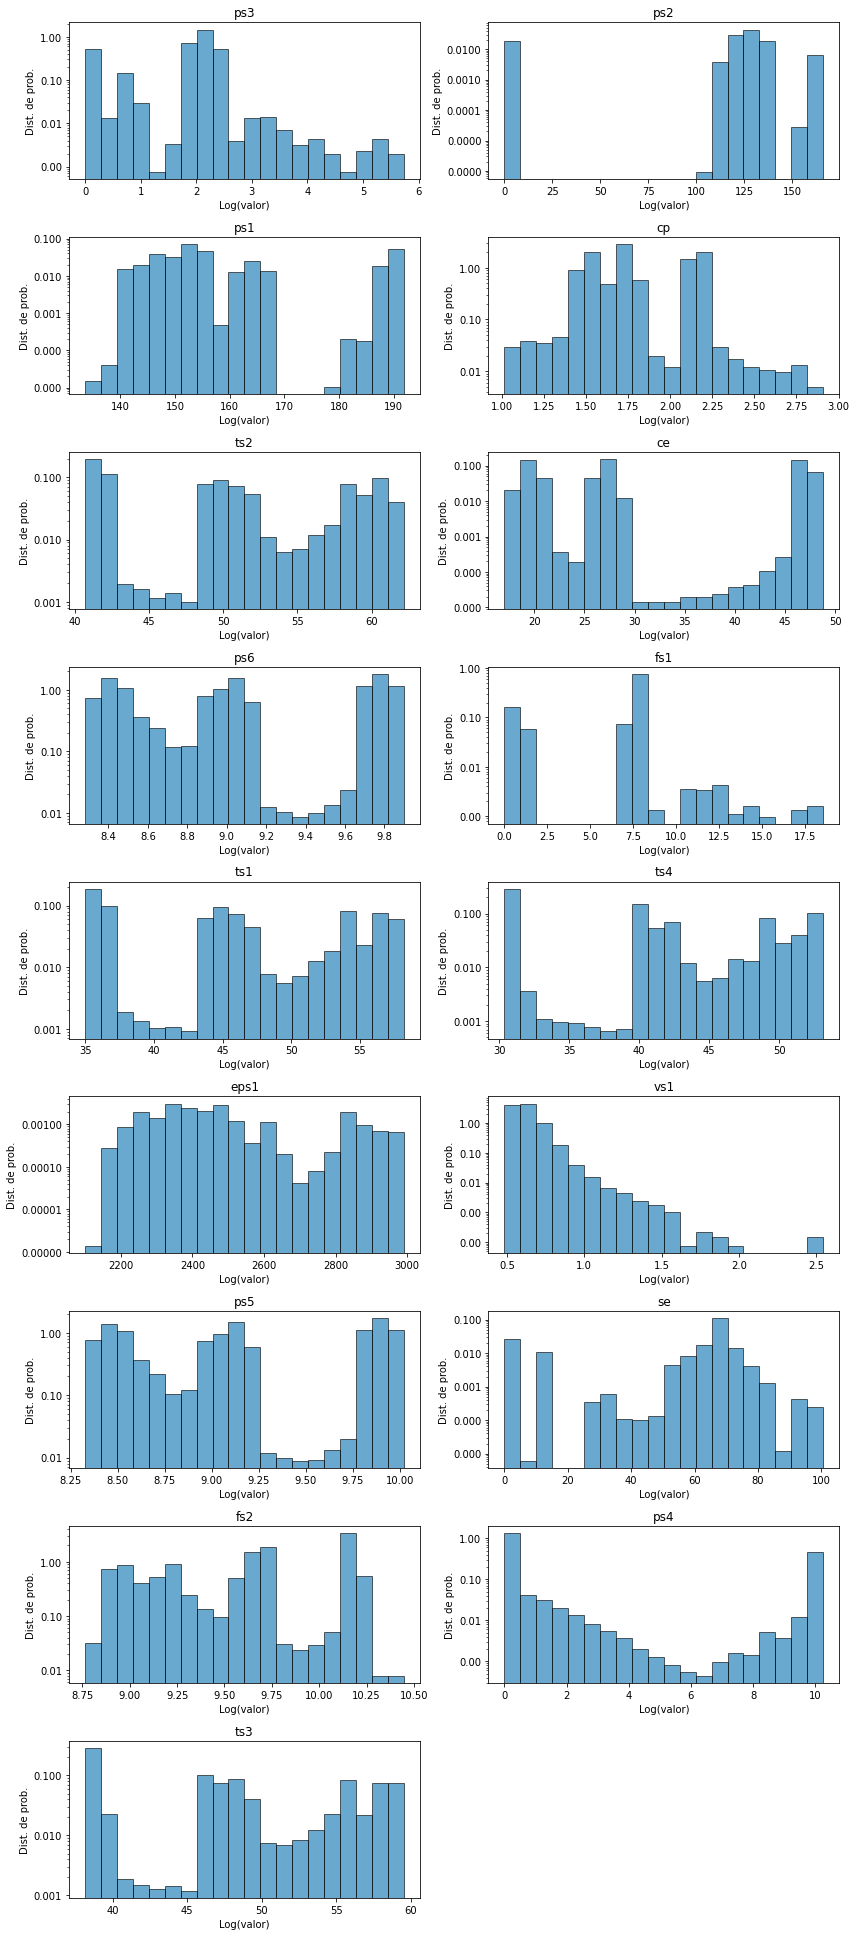 ps3
1.00
0.10
0.01
0.00
Dist. de prob.
0 1 2 3 4 5 6
Log(valor)
ps2
0.0100
0.0010
0.0001
0.0000
0.0000
Dist. de prob.
0 25 50 75 100 125 150
Log(valor)
ps1
0.100
0.010
0.001
0.000
0.000
Dist. de prob.
140 150 160 170 180 190
Log(valor)
cp
1.00
0.10
0.01
Dist. de prob.
1.00 1.25 1.50 1.75 2.00 2.25 2.50 2.75 3.00
Log(valor)
ts2
0.100
0.010
0.001
Dist. de prob.
40 45 50 55 60
Log(valor)
ce
0.100
0.010
0.001
0.000
0.000
Dist. de prob.
20 25 30 35 40 45 50
Log(valor)
ps6
1.00
0.10
0.01
Dist. de prob.
8.4 8.6 8.8 9.0 9.2 9.4 9.6 9.8
Log(valor)
fs1
1.00
0.10
0.01
0.00
Dist. de prob.
0.0 2.5 5.0 7.5 10.0 12.5 15.0 17.5
Log(valor)
ts1
0.100
0.010
0.001
Dist. de prob.
35 40 45 50 55
Log(valor)
ts4
0.100
0.010
0.001
Dist. de prob.
30 35 40 45 50
Log(valor)
eps1
0.00100
0.00010
0.00001
0.00000
Dist. de prob.
2200 2400 2600 2800 3000
Log(valor)
vs1
1.00
0.10
0.01
0.00
0.00
Dist. de prob.
0.5 1.0 1.5 2.0 2.5
Log(valor)
ps5
1.00
0.10
0.01
Dist. de prob.
8.25 8.50 8.75 9.00 9.25 9.50 9.75 10.00
Log(valor)
se
0.100
0.010
0.001
0.000
0.000
Dist. de prob.
0 20 40 60 80 100
Log(valor)
fs2
1.00
0.10
0.01
Dist. de prob.
8.75 9.00 9.25 9.50 9.75 10.00 10.25 10.50
Log(valor)
ps4
1.00
0.10
0.01
0.00
Dist. de prob.
0 2 4 6 8 10
Log(valor)
ts3
0.100
0.010
0.001
Dist. de prob.
40 45 50 55 60
Log(valor)